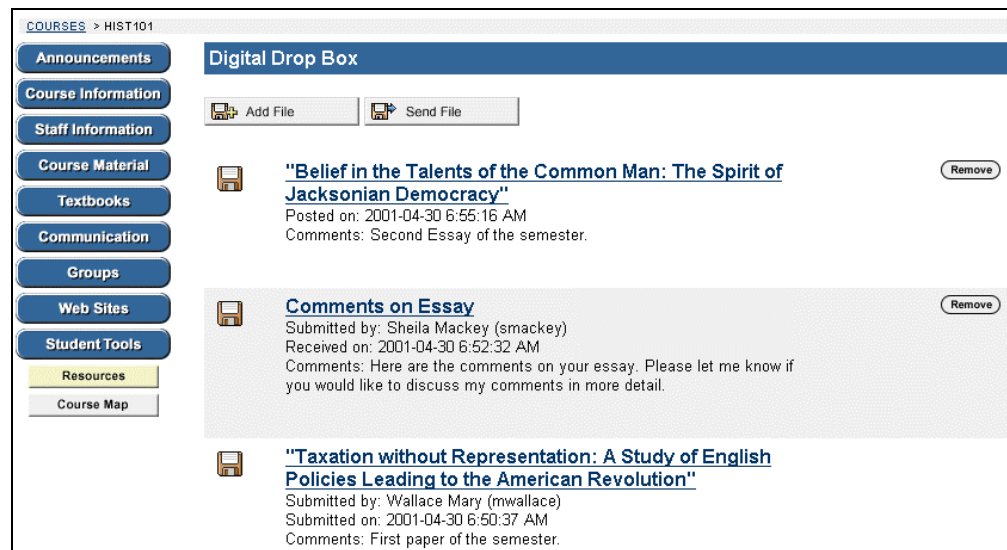 COURSES > HIST101
Announcements
Course Information
Staff Information
Course Material
Textbooks
Communication
Groups
Web Sites
Student Tools
Resources
Course Map
Digital Drop Box
Add File
Send File
"Belief in the Talents of the Common Man: The Spirit of
Jacksonian Democracy"
Remove
Posted on: 2001-04-30 6:55:16 AM
Comments: Second Essay of the semester.
Comments on Essay
Remove
Submitted by: Sheila Mackey (smackey)
Received on: 2001-04-30 6:52:32 AM
Comments: Here are the comments on your essay. Please let me know if
you would like to discuss my comments in more detail.
"Taxation without Representation: A Study of English
Policies Leading to the American Revolution"
Submitted by: Wallace Mary (mwallace)
Submitted on: 2001-04-30 6:50:37 AM
Comments: First paper of the semester.